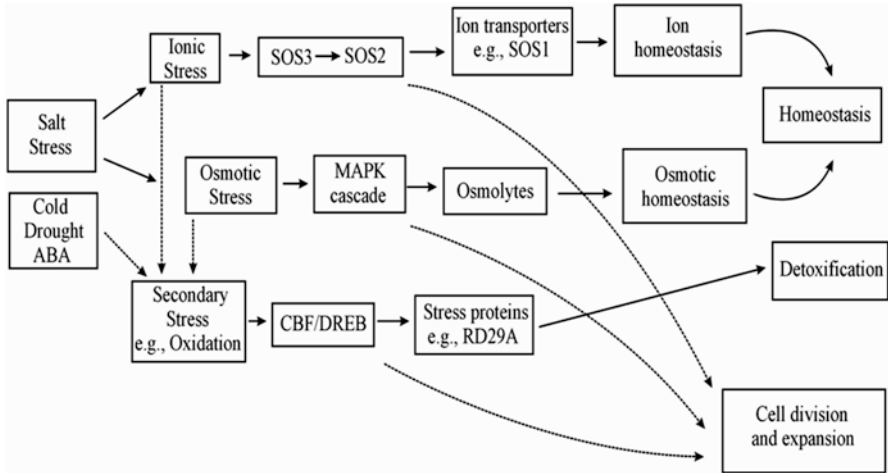 Ionic
Stress
SOS3 → SOS2
Ion transporters
e.g., SOS1
Ion
homeostasis
Homeostasis
Salt
Stress
Osmotic
Stress
MAPK
cascade
Osmolytes
Osmotic
homeostasis
Cold
Drought
ABA
Secondary
Stress
e.g., Oxidation
CBF/DREB
Stress proteins
e.g., RD29A
Detoxification
Cell division
and expansion